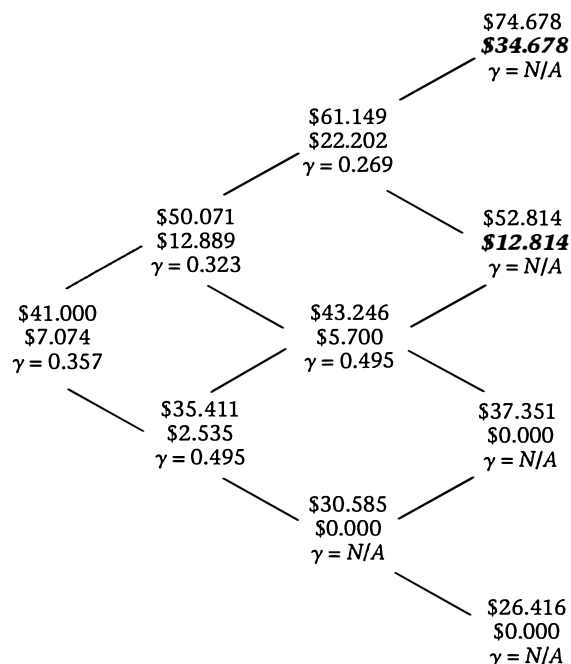 $74.678
$34.678
γ = N/A
$61.149
$22.202
γ = 0.269
$50.071
$12.889
γ = 0.323
$52.814
$12.814
γ = N/A
$41.000
$7.074
γ = 0.357
$43.246
$5.700
γ = 0.495
$35.411
$2.535
γ = 0.495
$37.351
$0.000
γ = N/A
$30.585
$0.000
γ = N/A
$26.416
$0.000
γ = N/A